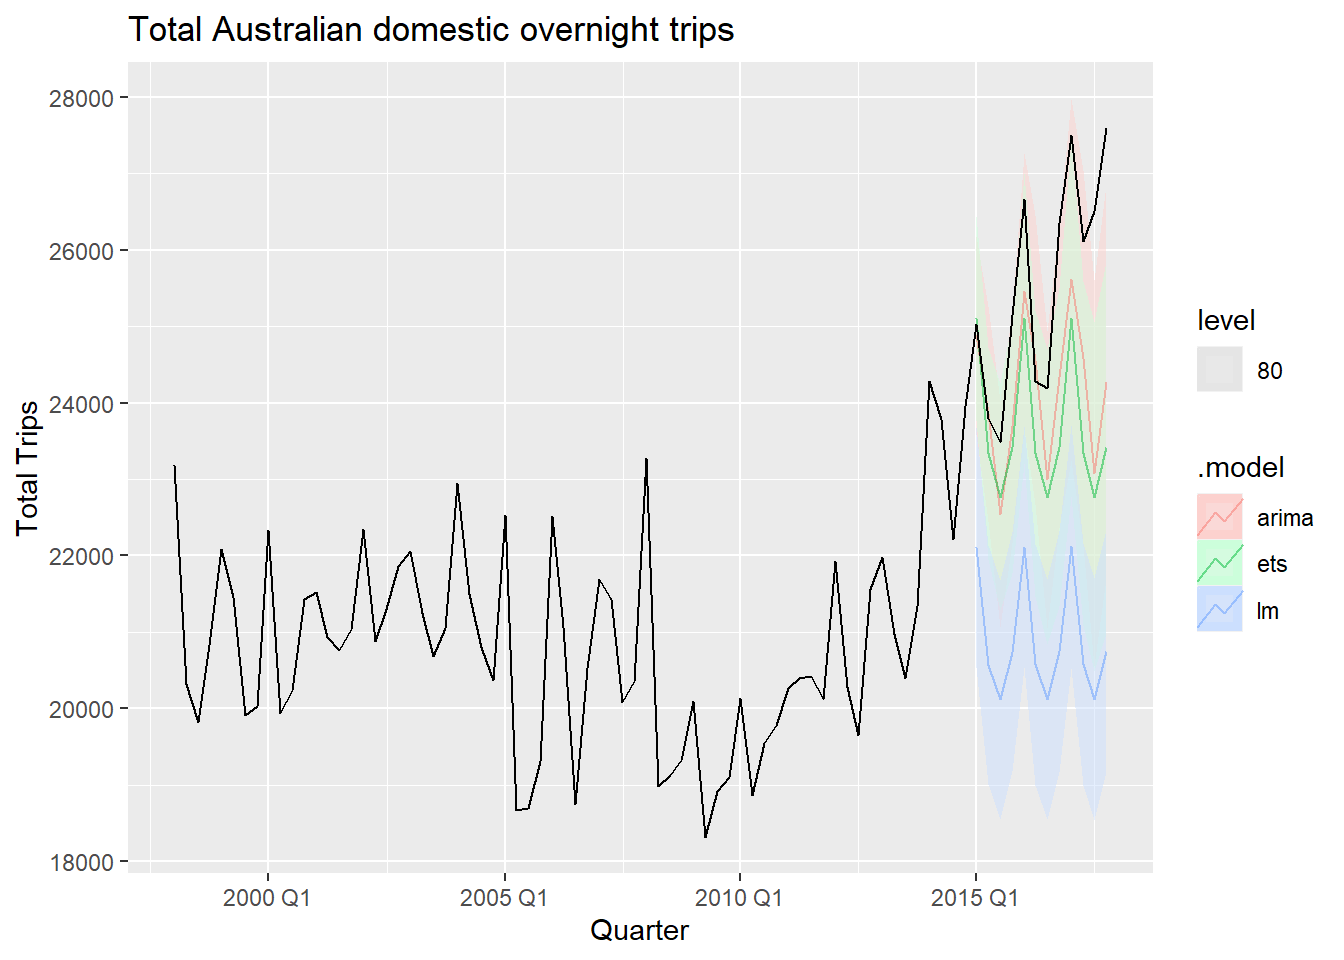 Total Australian domestic overnight trips
28000
26000
24000
22000
20000
18000
Total Trips
2000 Q1
2005 Q1
2010 Q1
2015 Q1
Quarter
level
80
.model
arima
ets
lm